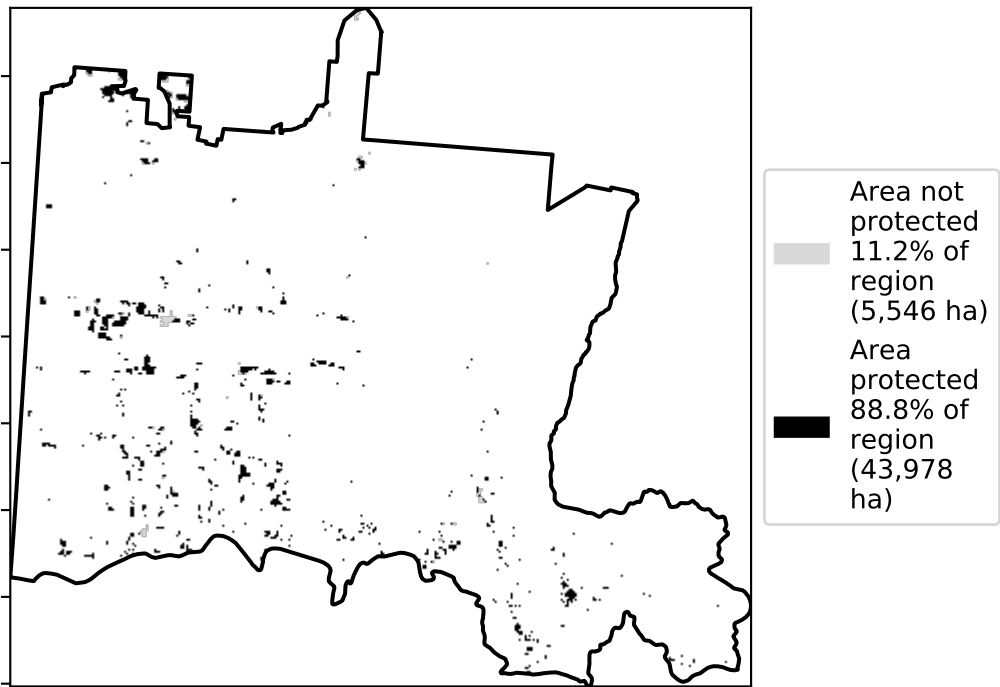 Area not
protected
11.2% of
region
(5,546 ha)
Area
protected
88.8% of
region
(43,978
ha)